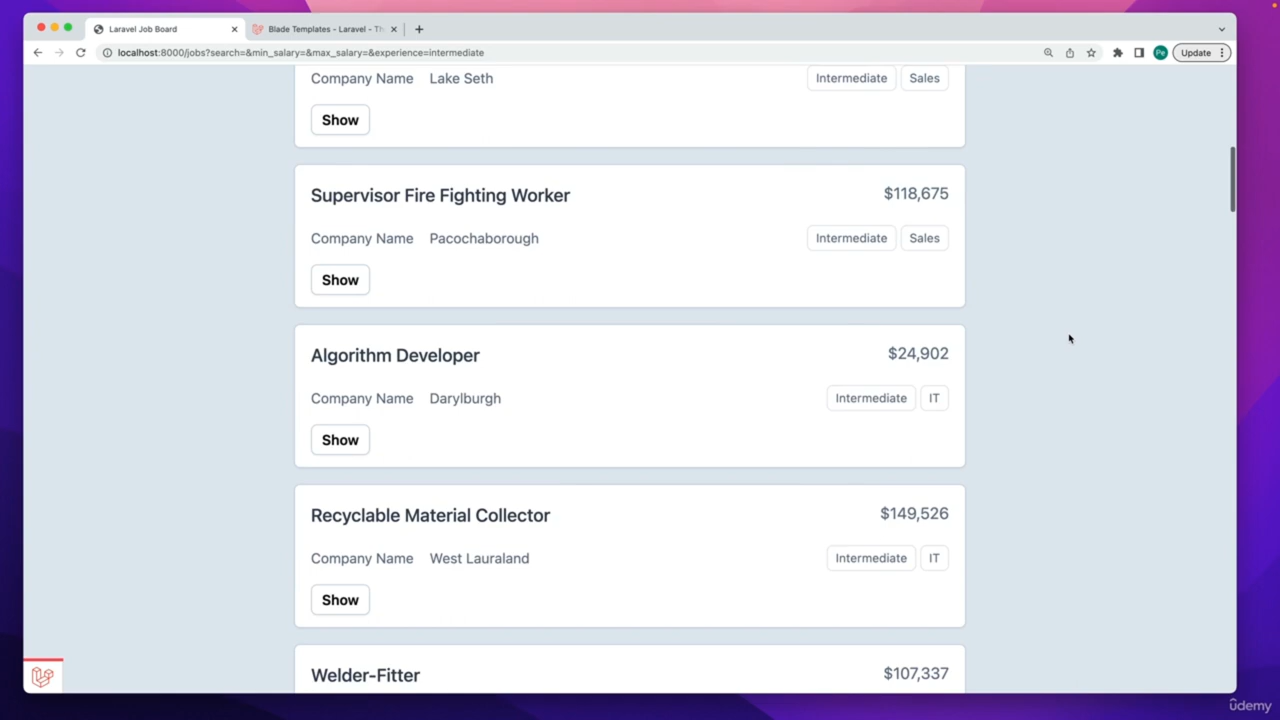 Laravel Job Board
Blade Templates - Laravel - Th
localhost:8000/jobs?search=&min_salary=&max_salary=&experience=intermediate
Pe
Update
Company Name Lake Seth Intermediate Sales
Show
Supervisor Fire Fighting Worker $118,675
Company Name Pacochaborough Intermediate Sales
Show
Algorithm Developer $24,902
Company Name Darylburgh Intermediate IT
Show
Recyclable Material Collector $149,526
Company Name West Lauraland Intermediate IT
Show
Welder-Fitter $107,337
ûdemy